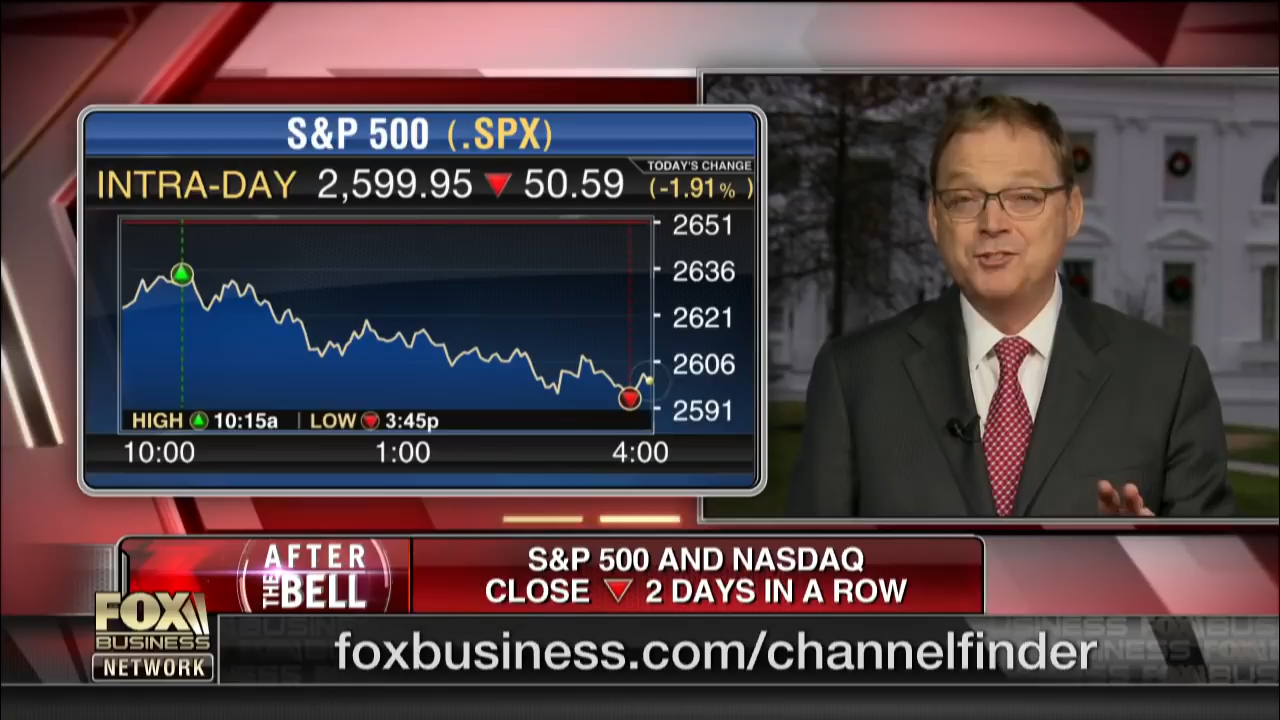 S&P 500 (.SPX)
INTRA-DAY 2,599.95 ▼ 50.59
TODAY'S CHANGE
(-1.91% )
2651
2636
2621
2606
2591
HIGH ▲ 10:15a | LOW ▼ 3:45p
10:00 1:00 4:00
AFTER
THE BELL
S&P 500 AND NASDAQ
CLOSE ▼ 2 DAYS IN A ROW
FOX
BUSINESS
NETWORK
foxbusiness.com/channelfinder